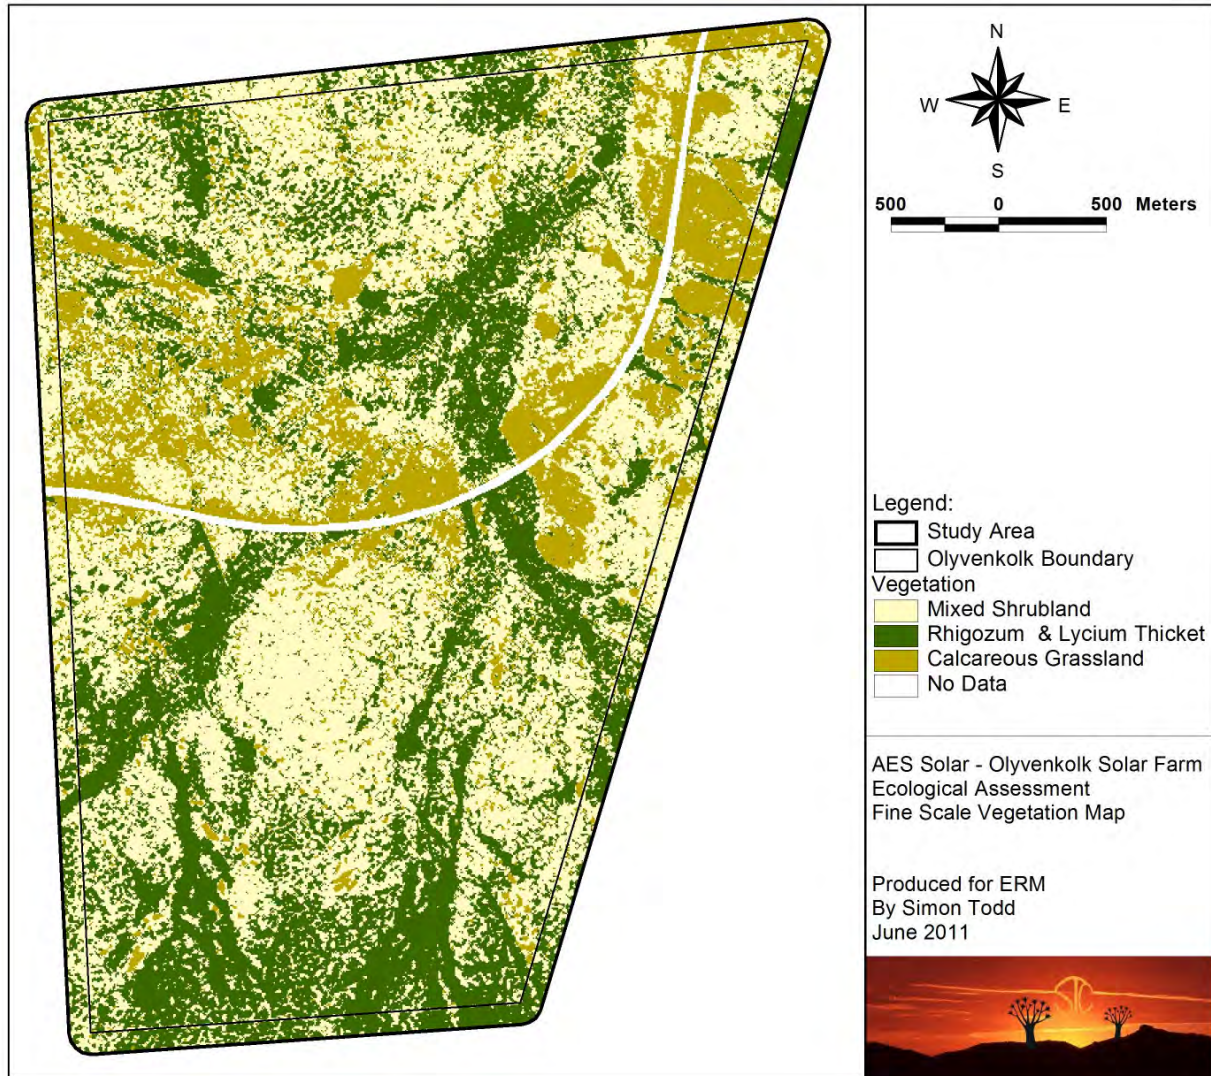 N
W E
S
500 0 500 Meters
Legend:
Study Area
Olyvenkolk Boundary
Vegetation
Mixed Shrubland
Rhigozum & Lycium Thicket
Calcareous Grassland
No Data
AES Solar - Olyvenkolk Solar Farm
Ecological Assessment
Fine Scale Vegetation Map
Produced for ERM
By Simon Todd
June 2011